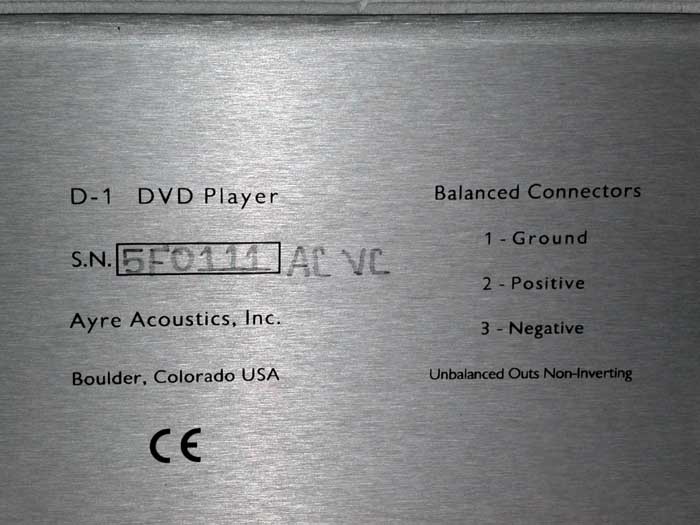 D-1 DVD Player
S.N. 5F0111 AC VC
Ayre Acoustics, Inc.
Boulder, Colorado USA
CE
Balanced Connectors
1 - Ground
2 - Positive
3 - Negative
Unbalanced Outs Non-Inverting